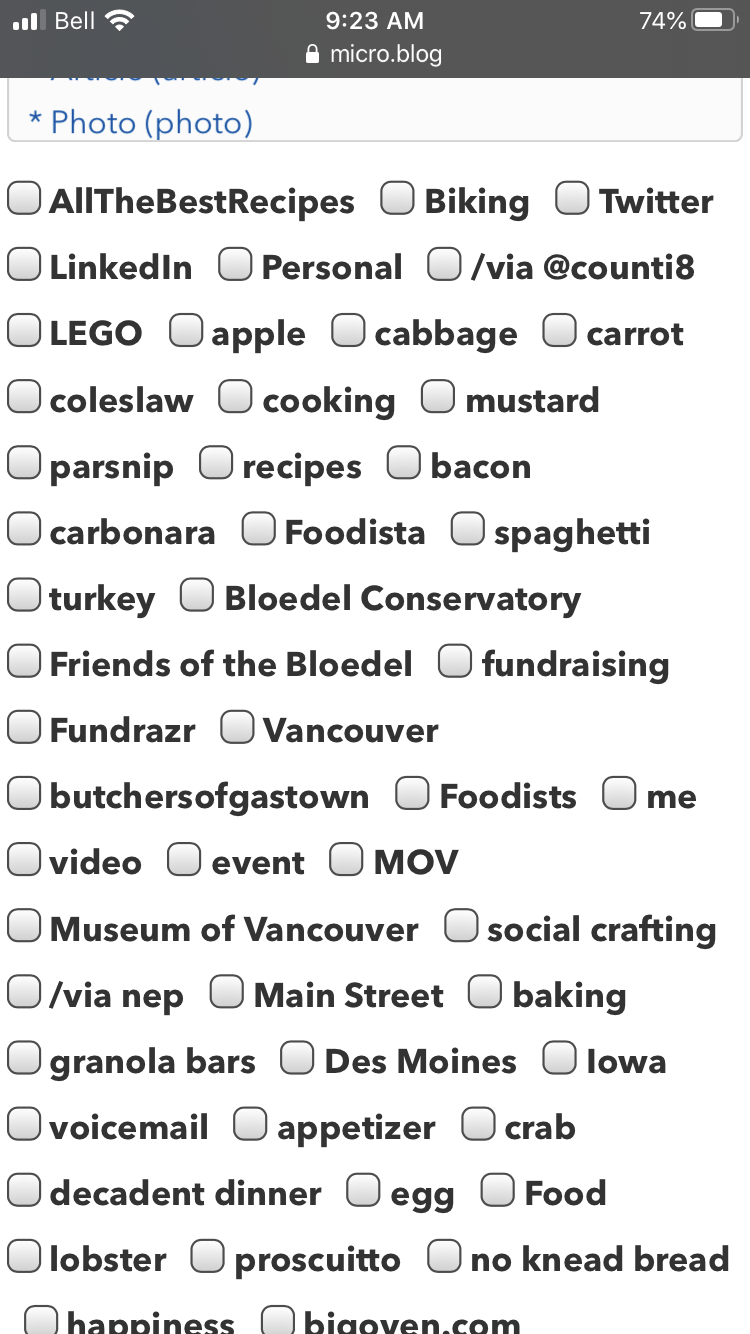 Bell 9:23 AM 74%
micro.blog
* Article (article)
* Photo (photo)
AllTheBestRecipes Biking Twitter
LinkedIn Personal /via @counti8
LEGO apple cabbage carrot
coleslaw cooking mustard
parsnip recipes bacon
carbonara Foodista spaghetti
turkey Bloedel Conservatory
Friends of the Bloedel fundraising
Fundrazr Vancouver
butchersofgastown Foodists me
video event MOV
Museum of Vancouver social crafting
/via nep Main Street baking
granola bars Des Moines Iowa
voicemail appetizer crab
decadent dinner egg Food
lobster proscuitto no knead bread
happiness bigoven.com